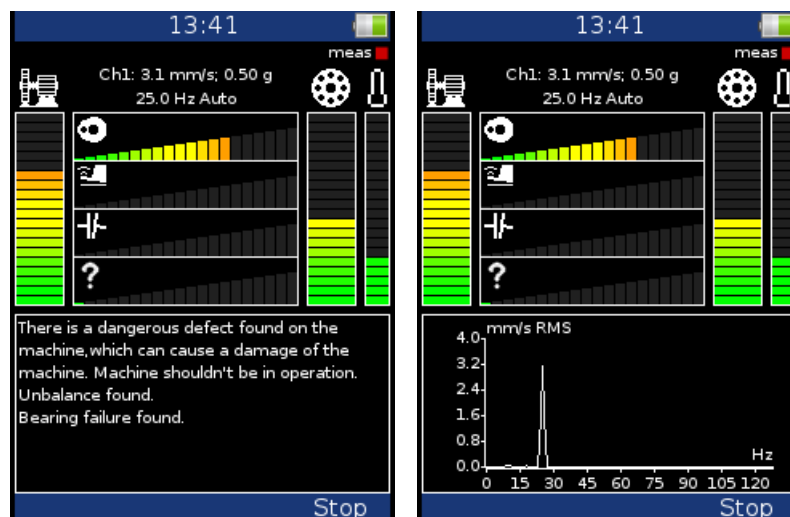 13:41
meas
Ch1: 3.1 mm/s; 0.50 g
25.0 Hz Auto
?
There is a dangerous defect found on the
machine,which can cause a damage of the
machine. Machine shouldn't be in operation.
Unbalance found.
Bearing failure found.
Stop
13:41
meas
Ch1: 3.1 mm/s; 0.50 g
25.0 Hz Auto
?
mm/s RMS
4.0
3.2
2.4
1.6
0.8
0.0
Hz
0 15 30 45 60 75 90 105 120
Stop